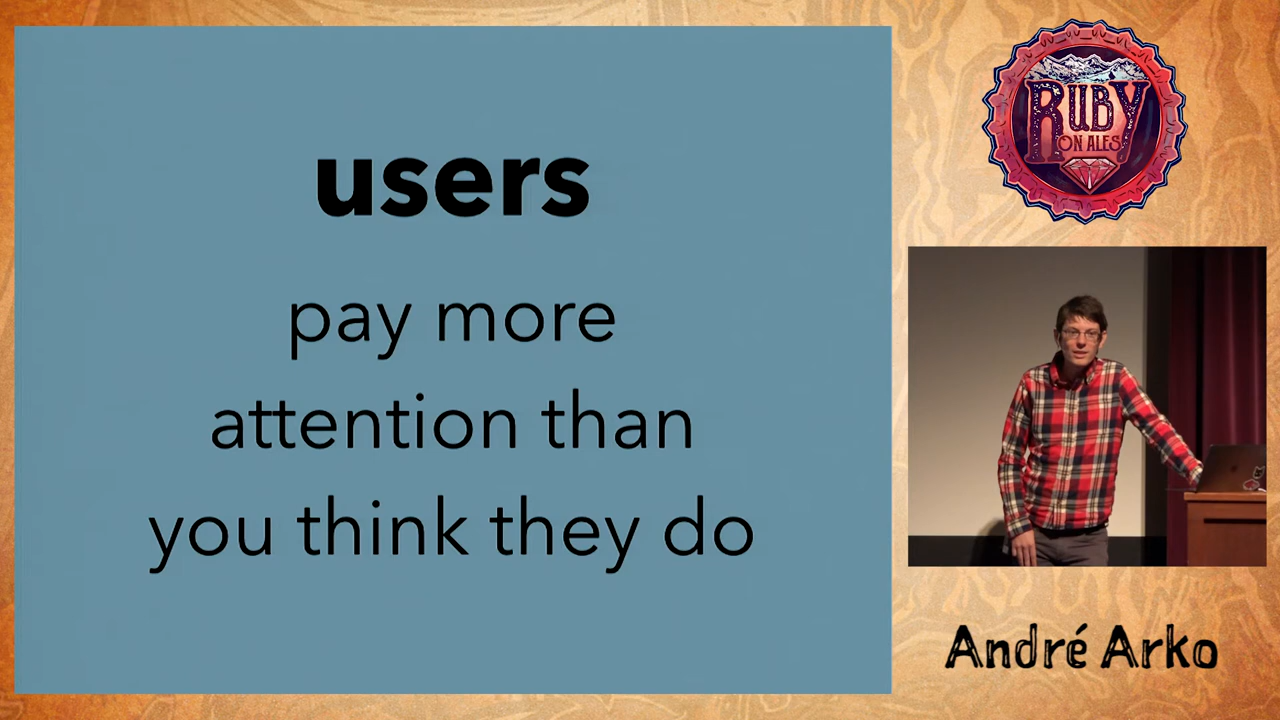 users
pay more
attention than
you think they do
RUBY
ON ALES
André Arko